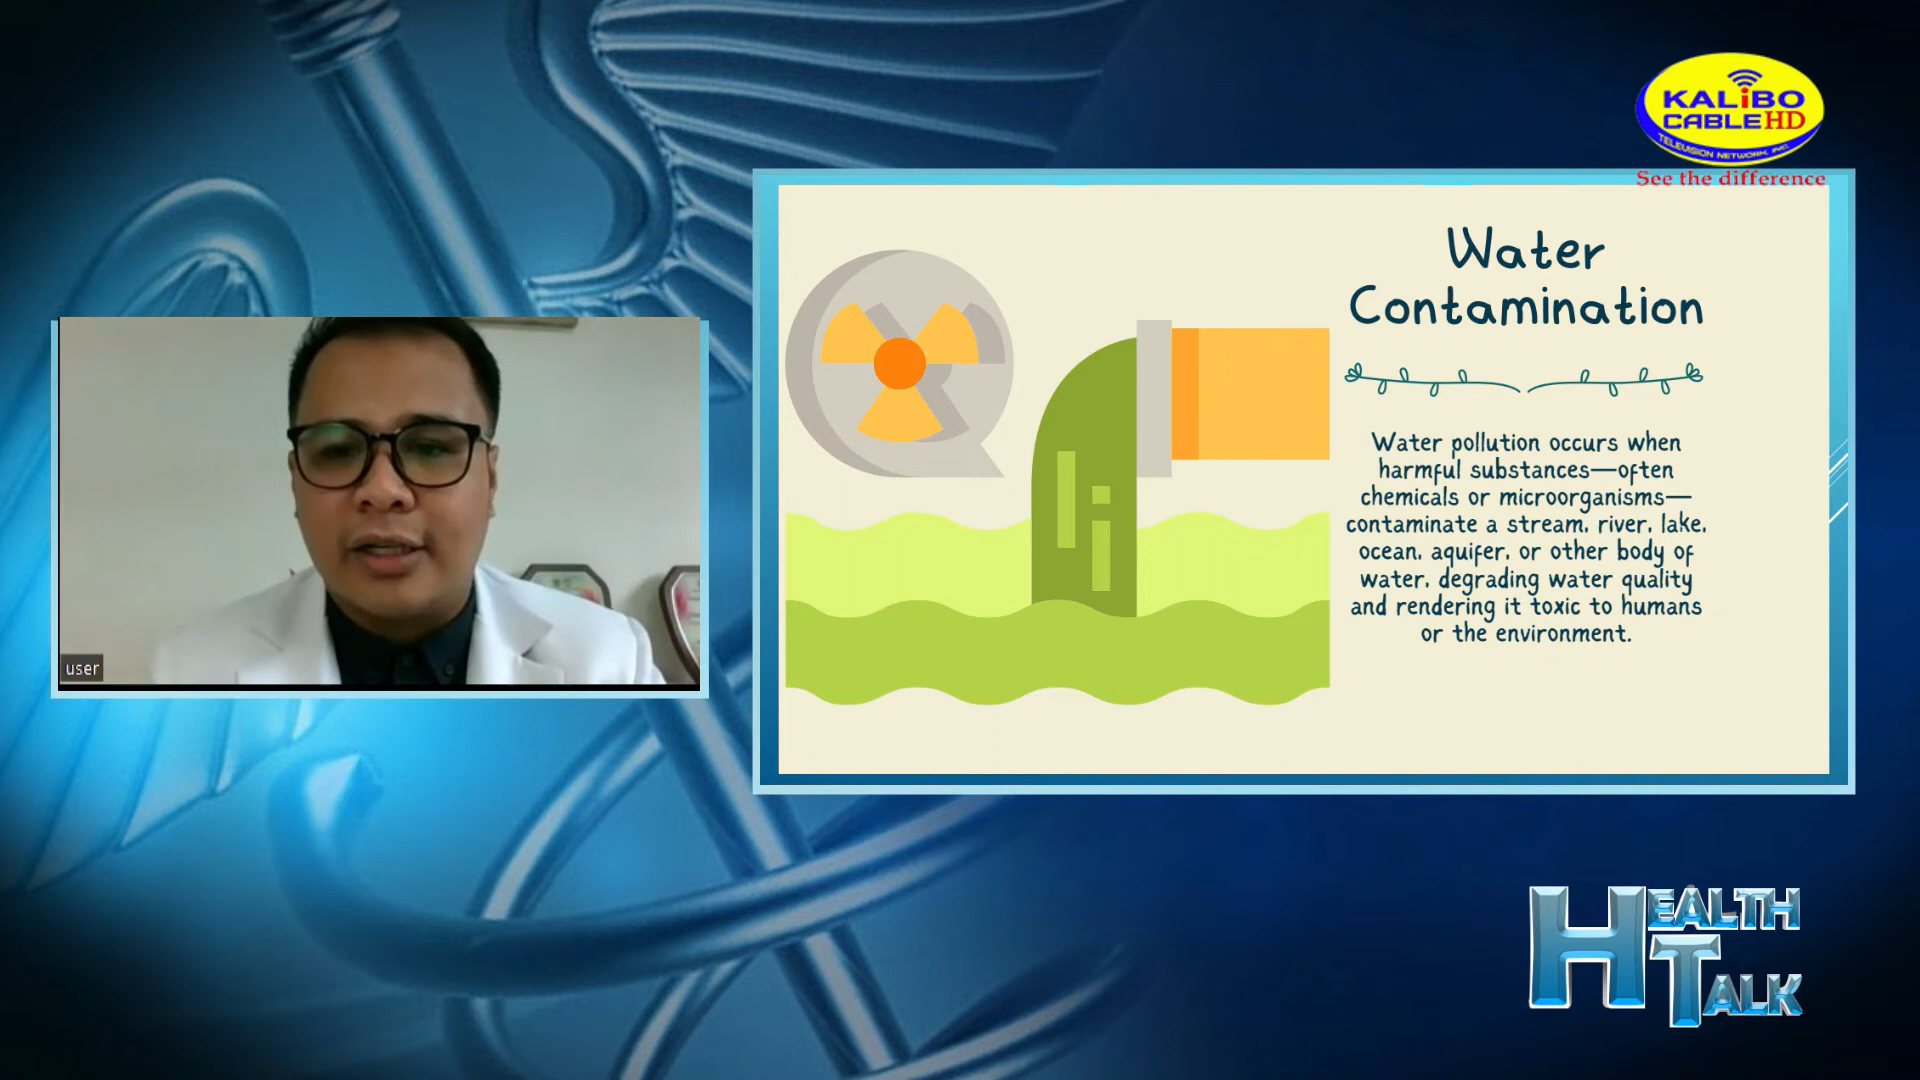 KALiBO
CABLE HD
TELEVISION NETWORK, INC.
See the difference
Water
Contamination
Water pollution occurs when
harmful substances—often
chemicals or microorganisms—
contaminate a stream, river, lake,
ocean, aquifer, or other body of
water, degrading water quality
and rendering it toxic to humans
or the environment.
user
HEALTH
TALK